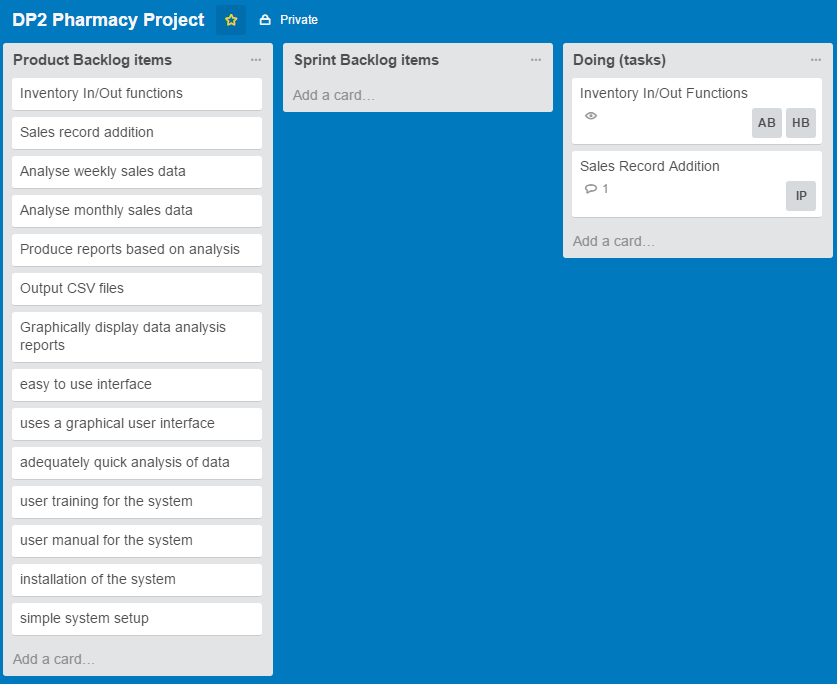 DP2 Pharmacy Project
Private
Product Backlog items
Inventory In/Out functions
Sales record addition
Analyse weekly sales data
Analyse monthly sales data
Produce reports based on analysis
Output CSV files
Graphically display data analysis
reports
easy to use interface
uses a graphical user interface
adequately quick analysis of data
user training for the system
user manual for the system
installation of the system
simple system setup
Add a card…
Sprint Backlog items
Add a card…
Doing (tasks)
Inventory In/Out Functions
AB HB
Sales Record Addition
1
IP
Add a card…